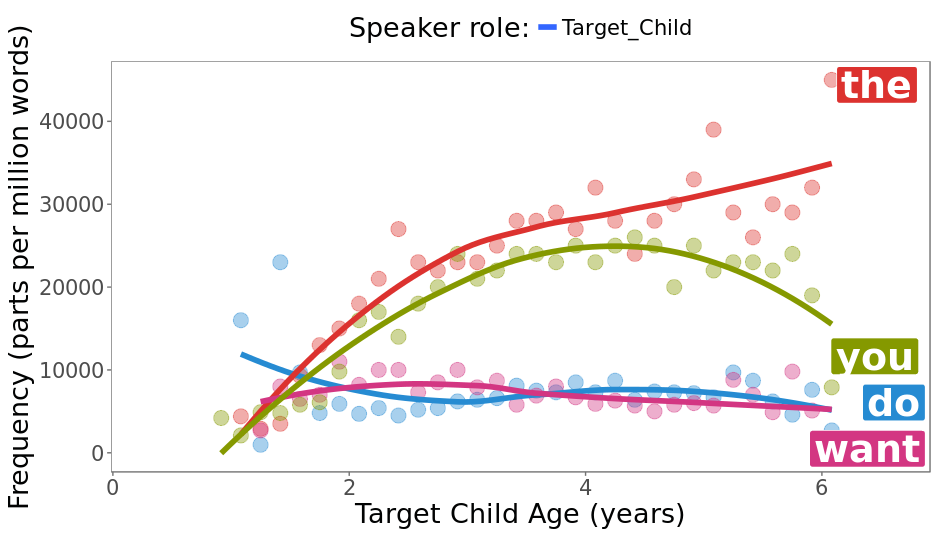 Speaker role: Target_Child
Frequency (parts per million words)
40000
30000
20000
10000
0
the
you
do
want
0 2 4 6
Target Child Age (years)